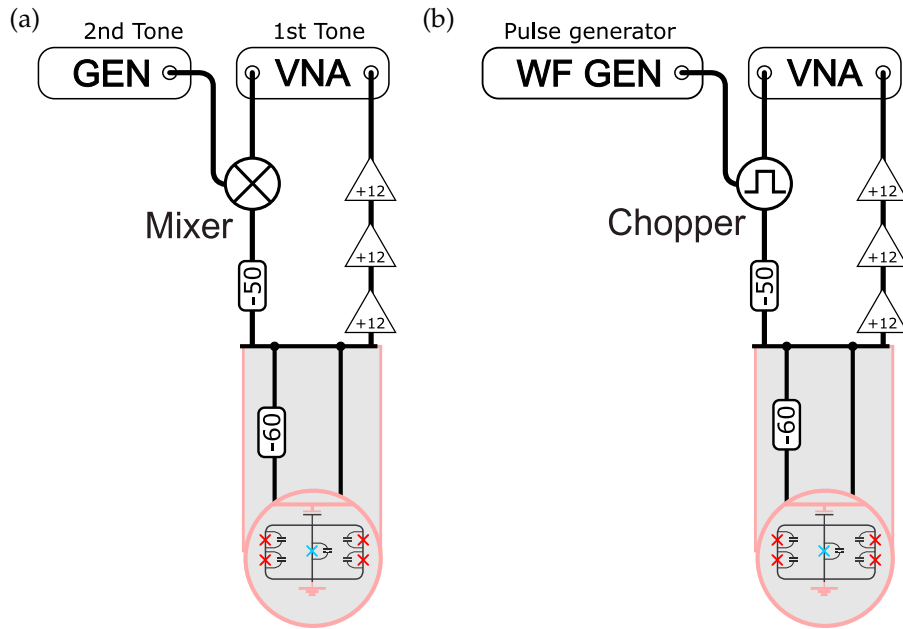 (a)
2nd Tone
1st Tone
GEN
VNA
+12
Mixer
+12
-50
+12
-60
(b)
Pulse generator
WF GEN
VNA
+12
Chopper
+12
-50
+12
-60